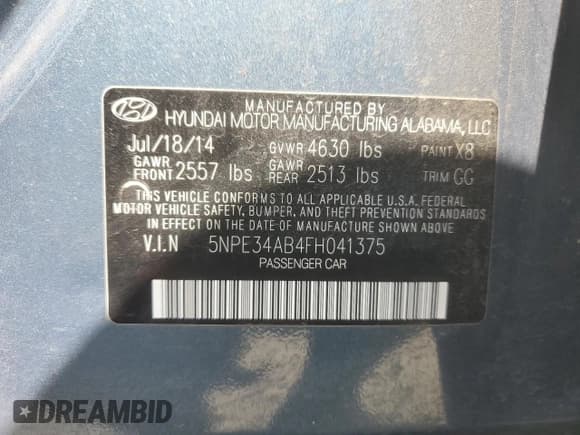 MANUFACTURED BY
HYUNDAI MOTOR MANUFACTURING ALABAMA, LLC
Jul/18/14 GVWR 4630 lbs PAINT X8
GAWR FRONT 2557 lbs GAWR REAR 2513 lbs TRIM GG
THIS VEHICLE CONFORMS TO ALL APPLICABLE U.S.A. FEDERAL
MOTOR VEHICLE SAFETY, BUMPER, AND THEFT PREVENTION STANDARDS
IN EFFECT ON THE DATE OF MANUFACTURE SHOWN ABOVE.
V.I.N 5NPE34AB4FH041375
PASSENGER CAR
DREAMBID